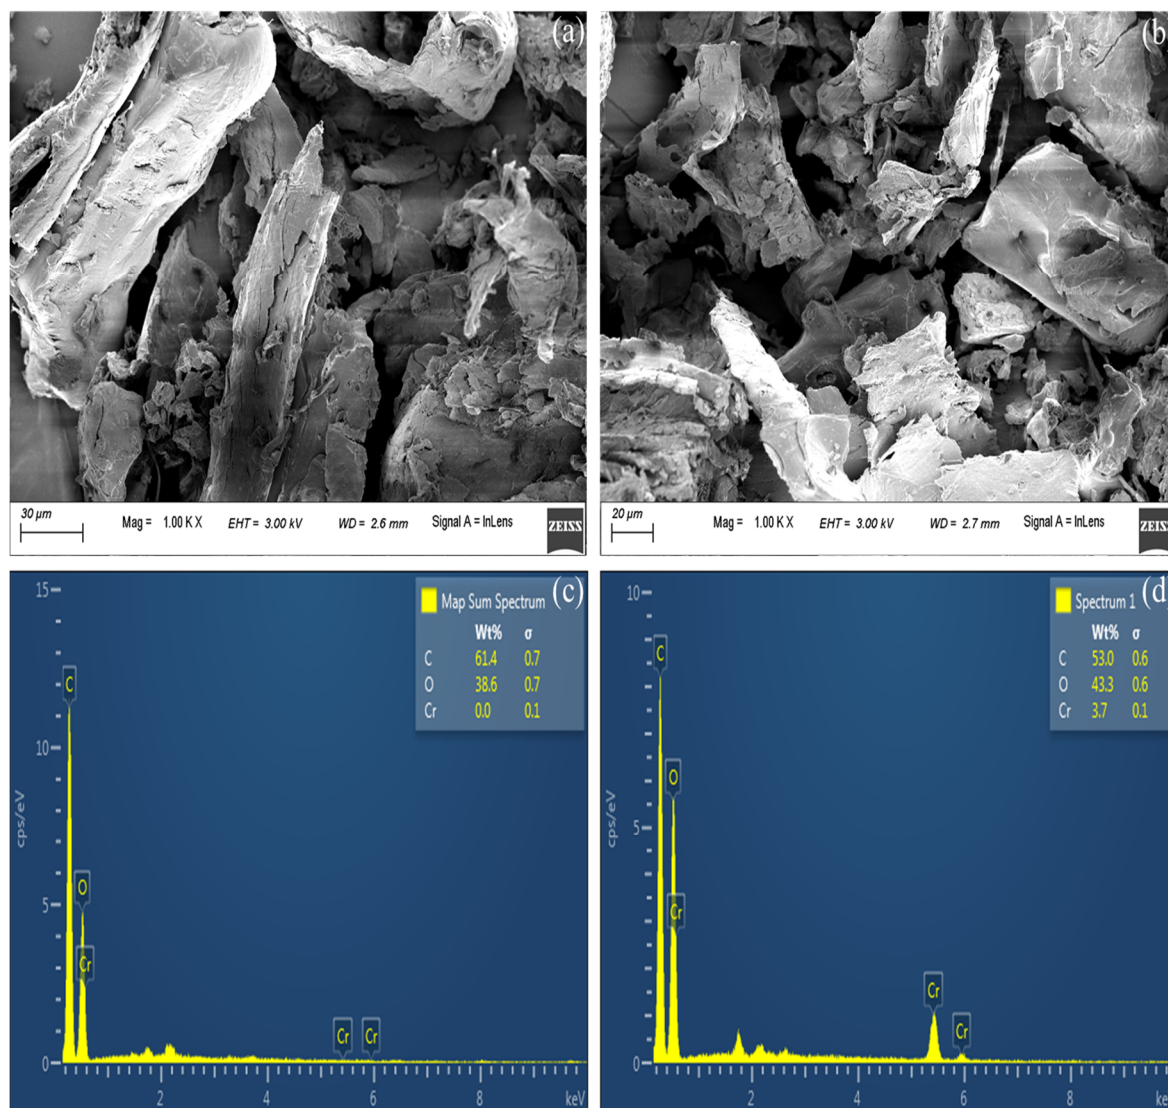 (a)
30 µm
Mag = 1.00 K X EHT = 3.00 kV WD = 2.6 mm Signal A = InLens ZEISS
(b)
20 µm
Mag = 1.00 K X EHT = 3.00 kV WD = 2.7 mm Signal A = InLens ZEISS
(c)
Map Sum Spectrum
Wt% σ
C 61.4 0.7
O 38.6 0.7
Cr 0.0 0.1
15
10
5
0
cps/eV
C
O
Cr
Cr Cr
2 4 6 8 keV
(d)
Spectrum 1
Wt% σ
C 53.0 0.6
O 43.3 0.6
Cr 3.7 0.1
10
5
0
cps/eV
C
O
Cr
Cr
Cr
2 4 6 8 ke